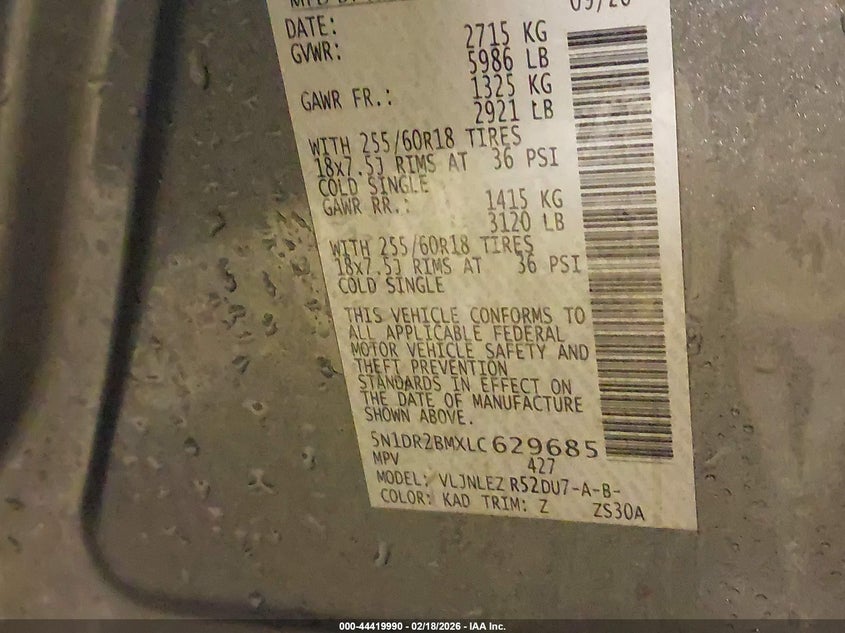 DATE:
2715 KG
GVWR:
5986 LB
1325 KG
GAWR FR.:
2921 LB
WITH 255/60R18 TIRES
18x7.5J RIMS AT 36 PSI
COLD SINGLE
1415 KG
GAWR RR.:
3120 LB
WITH 255/60R18 TIRES
18x7.5J RIMS AT 36 PSI
COLD SINGLE
THIS VEHICLE CONFORMS TO
ALL APPLICABLE FEDERAL
MOTOR VEHICLE SAFETY AND
THEFT PREVENTION
STANDARDS IN EFFECT ON
THE DATE OF MANUFACTURE
SHOWN ABOVE.
5N1DR2BMXLC629685
MPV 427
MODEL: VLJNLEZ R52DU7-A-B-
COLOR: KAD TRIM: Z ZS30A
000-44419990 - 02/18/2026 - IAA Inc.